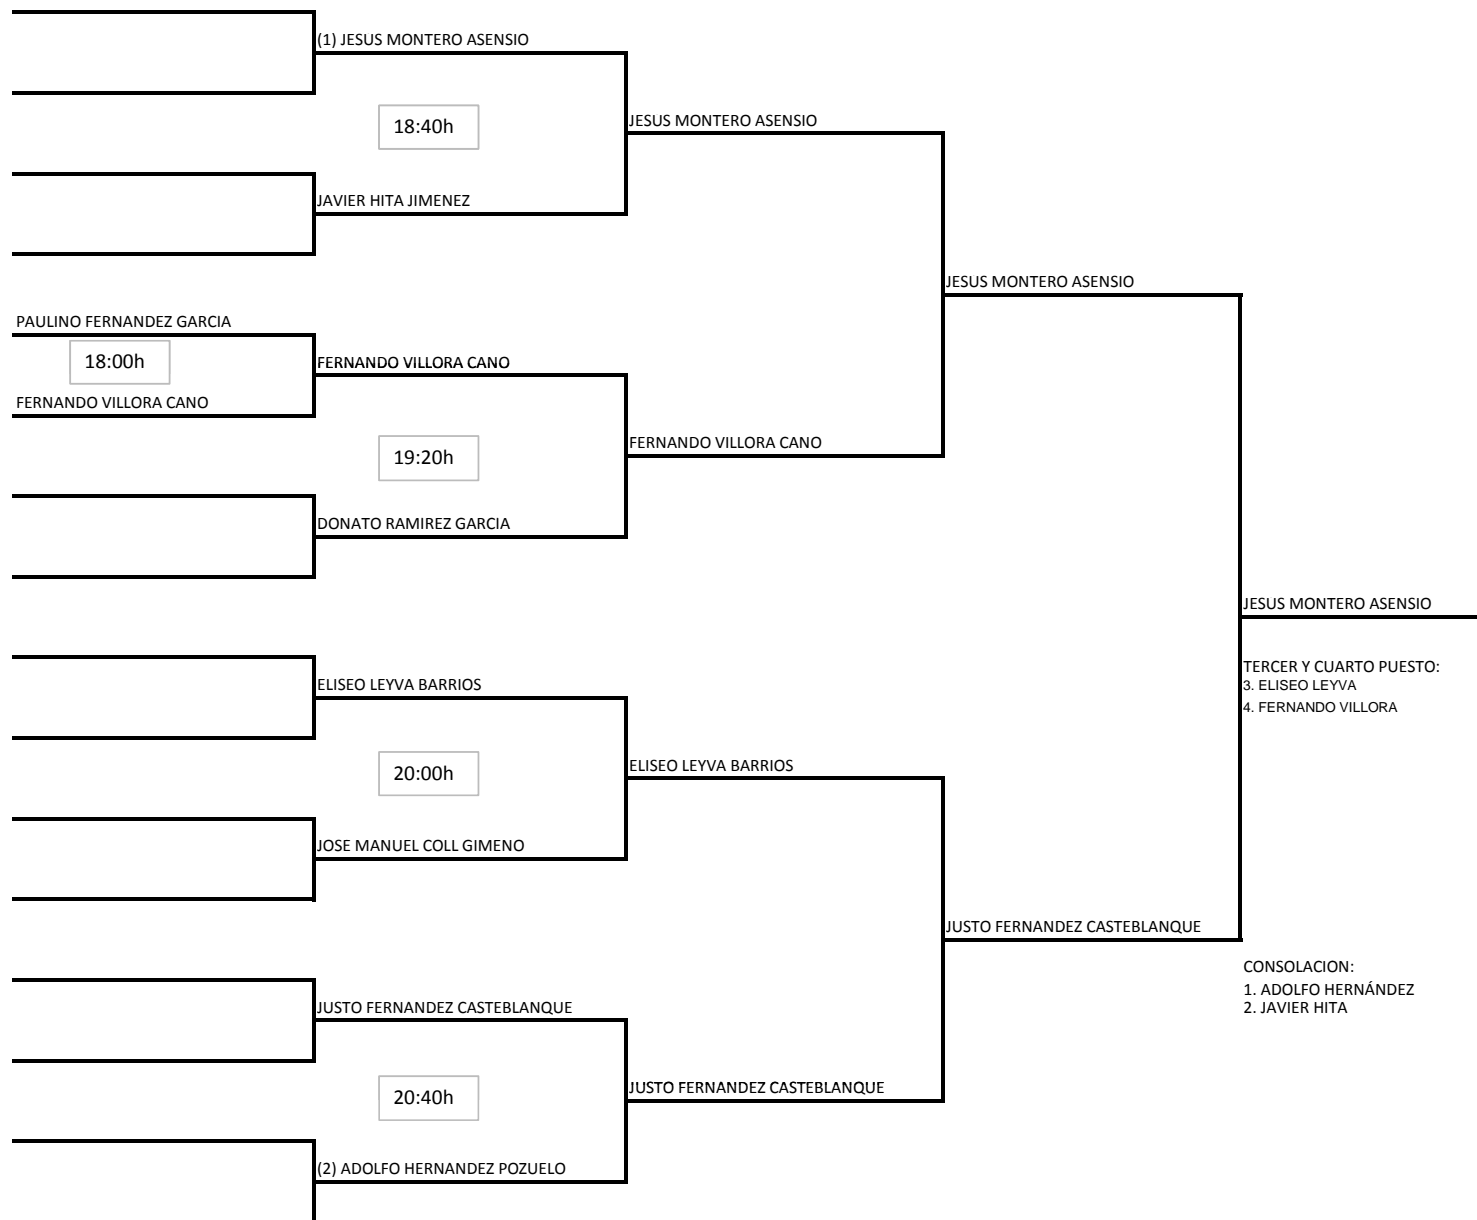 (1) JESUS MONTERO ASENSIO
18:40h
JESUS MONTERO ASENSIO
JAVIER HITA JIMENEZ
JESUS MONTERO ASENSIO
PAULINO FERNANDEZ GARCIA
18:00h
FERNANDO VILLORA CANO
FERNANDO VILLORA CANO
FERNANDO VILLORA CANO
19:20h
DONATO RAMIREZ GARCIA
JESUS MONTERO ASENSIO
TERCER Y CUARTO PUESTO:
3. ELISEO LEYVA
4. FERNANDO VILLORA
ELISEO LEYVA BARRIOS
20:00h
ELISEO LEYVA BARRIOS
JOSE MANUEL COLL GIMENO
JUSTO FERNANDEZ CASTEBLANQUE
CONSOLACION:
1. ADOLFO HERNÁNDEZ
2. JAVIER HITA
JUSTO FERNANDEZ CASTEBLANQUE
20:40h
JUSTO FERNANDEZ CASTEBLANQUE
(2) ADOLFO HERNANDEZ POZUELO